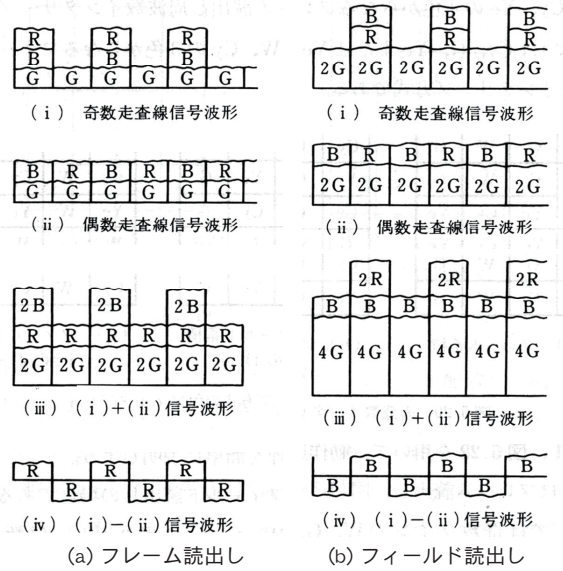 R R R
B B B
G G G G G G
(i) 奇数走査線信号波形
B R B R B R
G G G G G G
(ii) 偶数走査線信号波形
2B 2B 2B
R R R R R R
2G 2G 2G 2G 2G 2G
(iii) (i)+(ii)信号波形
R R R
R R R
(iv) (i)−(ii)信号波形
(a) フレーム読出し
B B B
R R R
2G 2G 2G 2G 2G 2G
(i) 奇数走査線信号波形
B R B R B R
2G 2G 2G 2G 2G 2G
(ii) 偶数走査線信号波形
2R 2R 2R
B B B B B B
4G 4G 4G 4G 4G 4G
(iii) (i)+(ii)信号波形
B B B
B B B
(iv) (i)−(ii)信号波形
(b) フィールド読出し